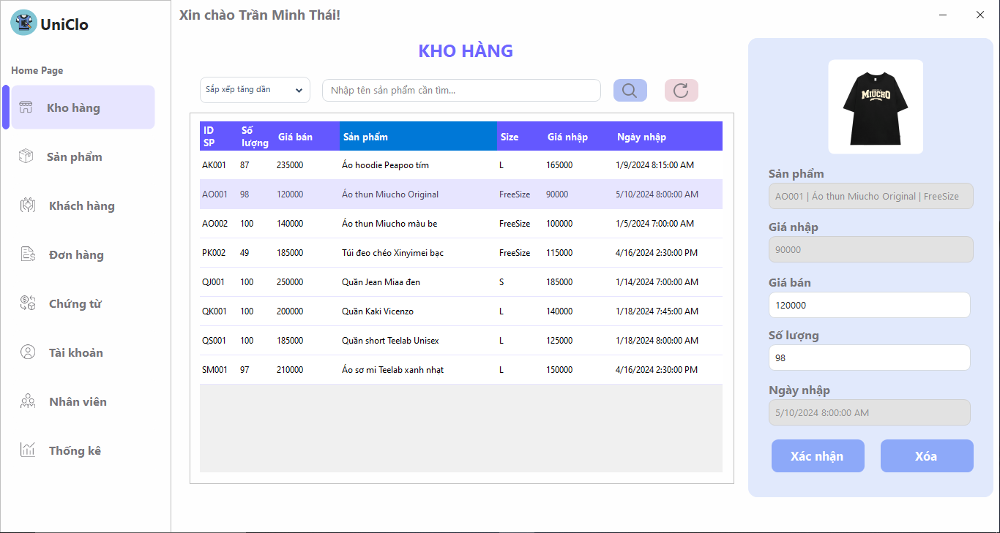 UniClo
Xin chào Trần Minh Thái!
Home Page
Kho hàng
Sản phẩm
Khách hàng
Đơn hàng
Chứng từ
Tài khoản
Nhân viên
Thống kê
KHO HÀNG
Sắp xếp tăng dần
Nhập tên sản phẩm cần tìm...
ID SP Số lượng Giá bán Sản phẩm Size Giá nhập Ngày nhập
AK001 87 235000 Áo hoodie Peapoo tím L 165000 1/9/2024 8:15:00 AM
AO001 98 120000 Áo thun Miucho Original FreeSize 90000 5/10/2024 8:00:00 AM
AO002 100 140000 Áo thun Miucho màu be FreeSize 100000 1/5/2024 7:00:00 AM
PK002 49 185000 Túi đeo chéo Xinyimei bạc FreeSize 115000 4/16/2024 2:30:00 PM
QJ001 100 250000 Quần Jean Miaa đen S 185000 1/14/2024 7:00:00 AM
QK001 100 200000 Quần Kaki Vicenzo L 140000 1/18/2024 7:45:00 AM
QS001 100 185000 Quần short Teelab Unisex L 125000 1/18/2024 8:00:00 AM
SM001 97 210000 Áo sơ mi Teelab xanh nhạt L 150000 4/16/2024 2:30:00 PM
MIUCHO
Sản phẩm
AO001 | Áo thun Miucho Original | FreeSize
Giá nhập
90000
Giá bán
120000
Số lượng
98
Ngày nhập
5/10/2024 8:00:00 AM
Xác nhận
Xóa